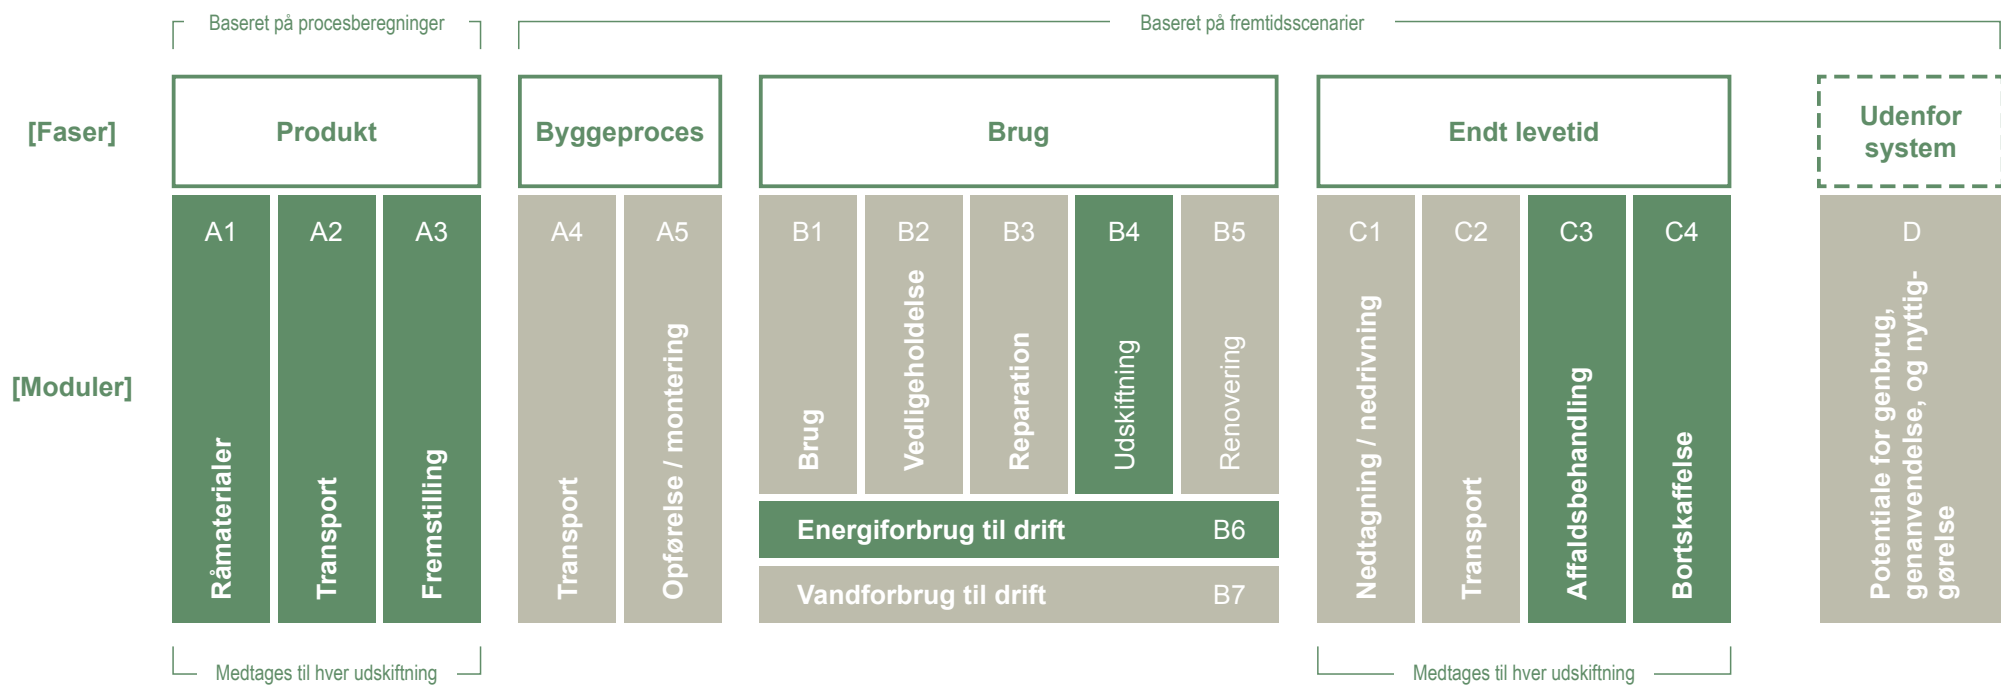 Baseret på procesberegninger
Baseret på fremtidsscenarier
[Faser]
Produkt
Byggeproces
Brug
Endt levetid
Udenfor
system
[Moduler]
A1
Råmaterialer
A2
Transport
A3
Fremstilling
A4
Transport
A5
Opførelse / montering
B1
Brug
B2
Vedligeholdelse
B3
Reparation
B4
Udskiftning
B5
Renovering
Energiforbrug til drift B6
Vandforbrug til drift B7
C1
Nedtagning / nedrivning
C2
Transport
C3
Affaldsbehandling
C4
Bortskaffelse
D
Potentiale for genbrug,
genanvendelse, og nyttig-
gørelse
Medtages til hver udskiftning
Medtages til hver udskiftning